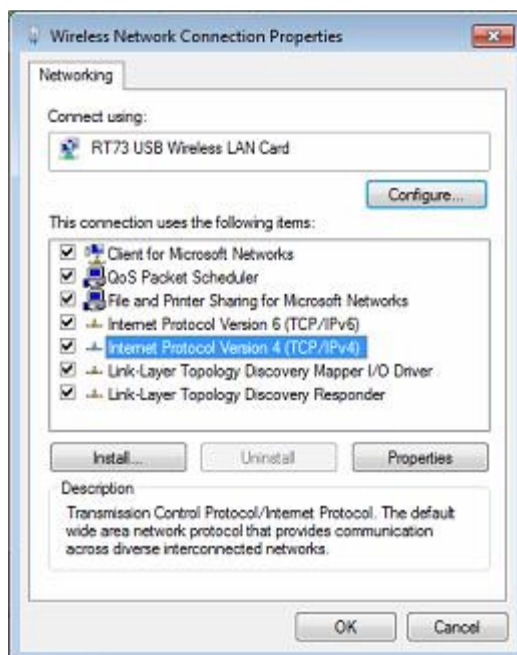 Wireless Network Connection Properties
Networking
Connect using:
RT73 USB Wireless LAN Card
Configure...
This connection uses the following items:
Client for Microsoft Networks
QoS Packet Scheduler
File and Printer Sharing for Microsoft Networks
Internet Protocol Version 6 (TCP/IPv6)
Internet Protocol Version 4 (TCP/IPv4)
Link-Layer Topology Discovery Mapper I/O Driver
Link-Layer Topology Discovery Responder
Install...
Uninstall
Properties
Description
Transmission Control Protocol/Internet Protocol. The default
wide area network protocol that provides communication
across diverse interconnected networks.
OK
Cancel